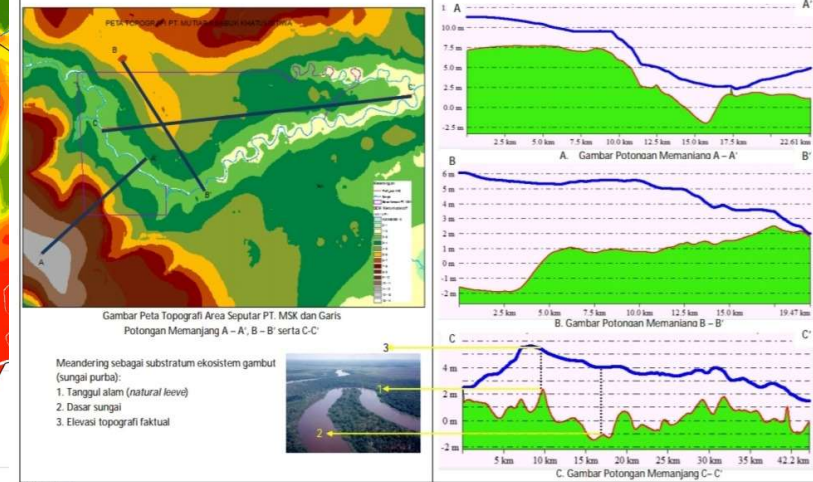 PETA TOPOGRAFI PT. MUTIARA
B
C
C'
A'
B'
A
Gambar Peta Topografi Area Seputar PT. MSK dan Garis
Potongan Memanjang A – A', B – B' serta C-C'
Meandering sebagai substratum ekosistem gambut
(sungai purba):
1. Tanggul alam (natural leeve)
2. Dasar sungai
3. Elevasi topografi faktual
3
1
2
A
A'
10.0 m
7.5 m
5.0 m
2.5 m
0.0 m
-2.5 m
2.5 km 5.0 km 7.5 km 10.0 km 12.5 km 15.0 km 17.5 km 22.61 km
A. Gambar Potongan Memanjang A – A'
B
B'
6 m
5 m
4 m
3 m
2 m
1 m
-1 m
-2 m
2.5 km 5.0 km 7.5 km 10.0 km 12.5 km 15.0 km 19.47 km
B. Gambar Potongan Memanjang B – B'
C
C'
4 m
2 m
-2 m
5 km 10 km 15 km 20 km 25 km 30 km 35 km 42.2 km
C. Gambar Potongan Memanjang C– C'